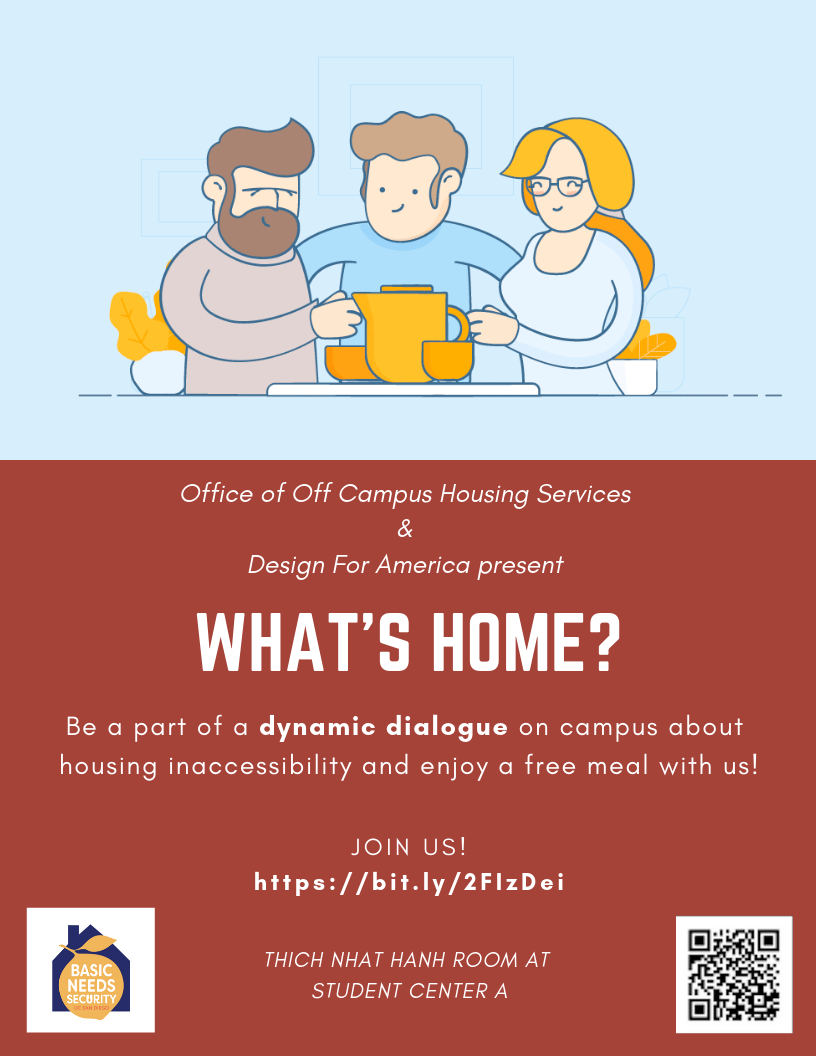 Office of Off Campus Housing Services
&
Design For America present
WHAT'S HOME?
Be a part of a dynamic dialogue on campus about
housing inaccessibility and enjoy a free meal with us!
JOIN US!
https://bit.ly/2FIzDei
THICH NHAT HANH ROOM AT
STUDENT CENTER A
BASIC
NEEDS
SECURITY
UC SAN DIEGO